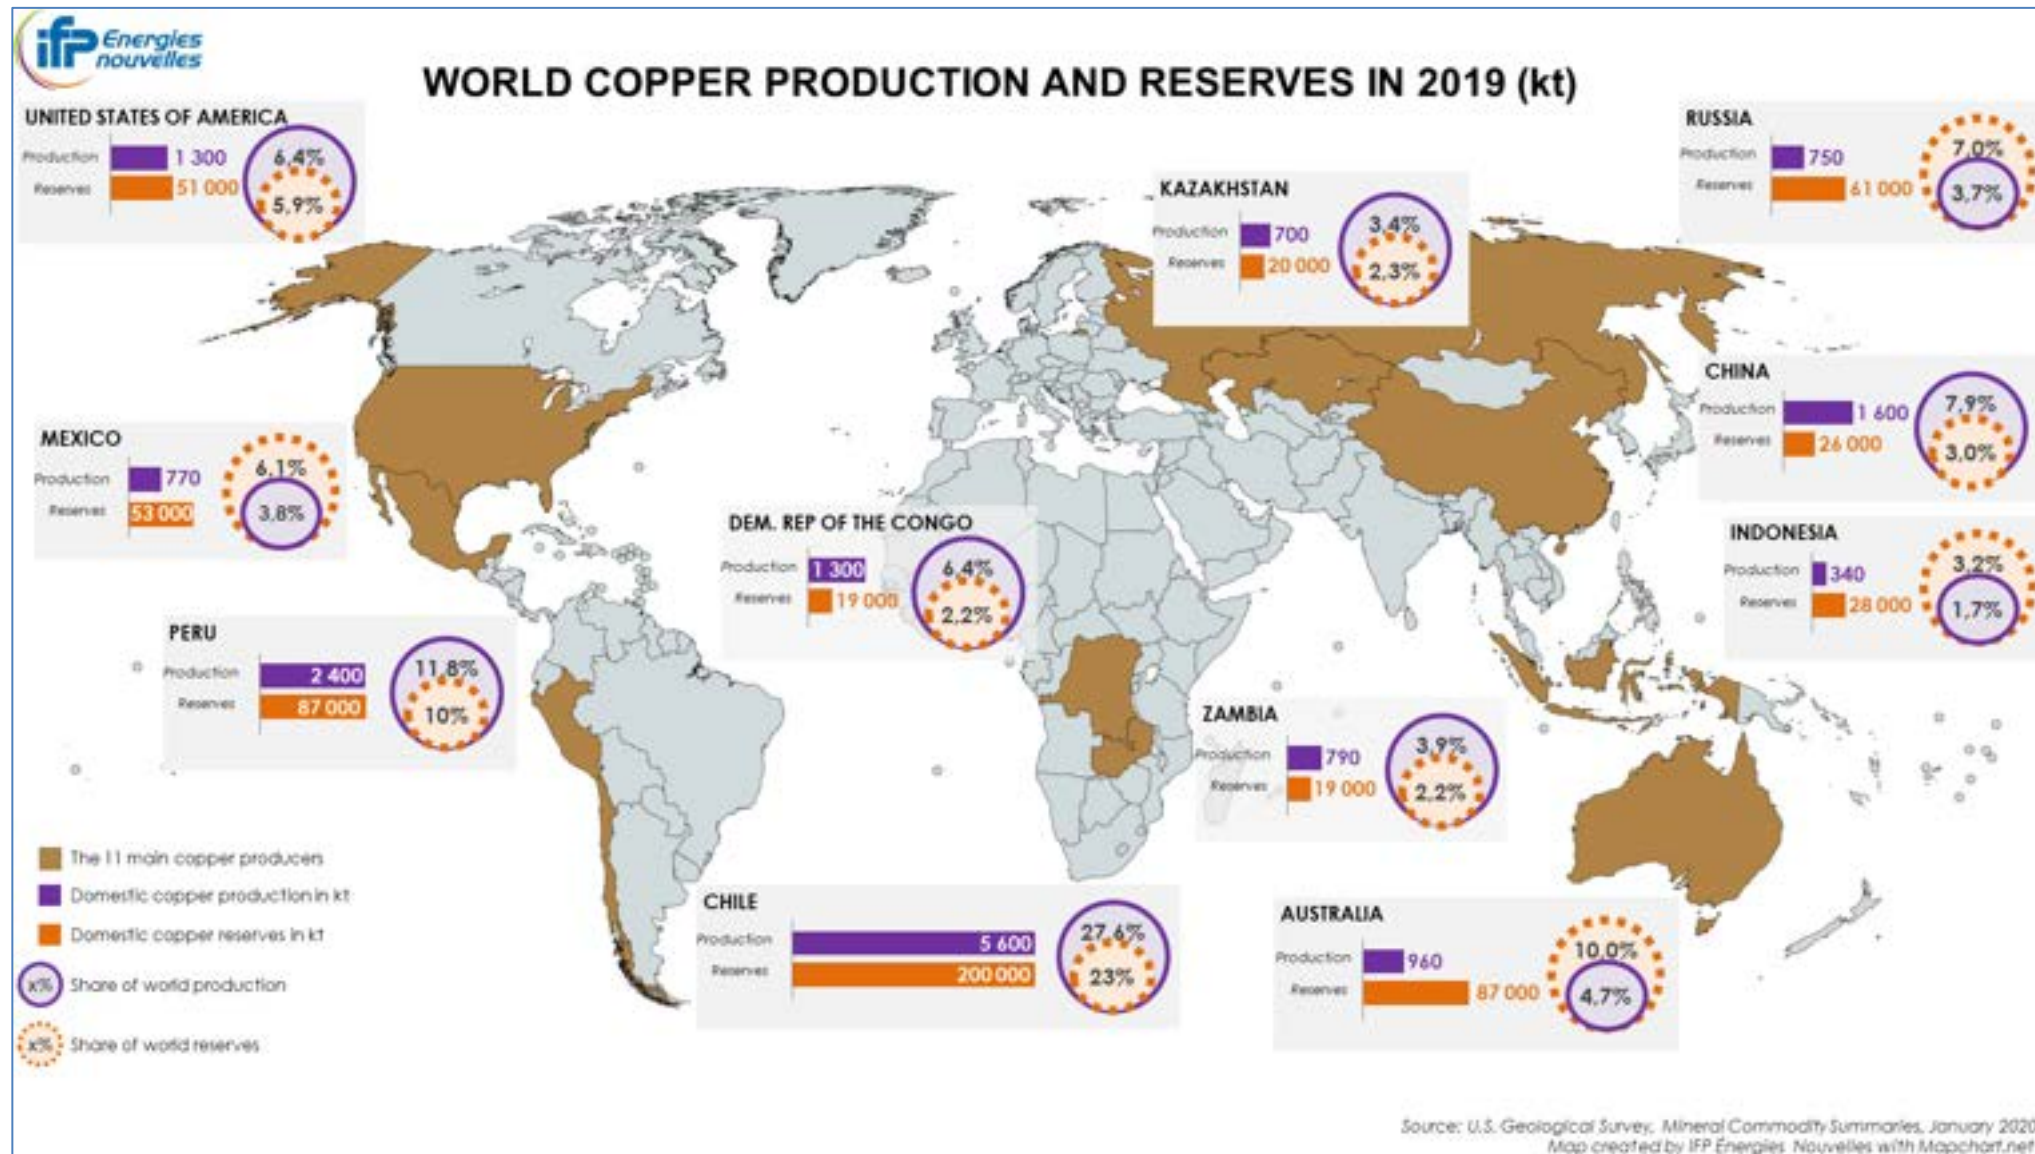 ifp Energies
nouvelles
WORLD COPPER PRODUCTION AND RESERVES IN 2019 (kt)
UNITED STATES OF AMERICA
Production 1 300
Reserves 51 000
6,4%
5,9%
RUSSIA
Production 750
Reserves 61 000
7,0%
3,7%
KAZAKHSTAN
Production 700
Reserves 20 000
3,4%
2,3%
CHINA
Production 1 600
Reserves 26 000
7,9%
3,0%
MEXICO
Production 770
Reserves 53 000
6,1%
3,8%
DEM. REP OF THE CONGO
Production 1 300
Reserves 19 000
6,4%
2,2%
INDONESIA
Production 340
Reserves 28 000
3,2%
1,7%
PERU
Production 2 400
Reserves 87 000
11,8%
10%
ZAMBIA
Production 790
Reserves 19 000
3,9%
2,2%
CHILE
Production 5 600
Reserves 200 000
27,6%
23%
AUSTRALIA
Production 960
Reserves 87 000
10,0%
4,7%
The 11 main copper producers
Domestic copper production in kt
Domestic copper reserves in kt
x% Share of world production
x% Share of world reserves
Source: U.S. Geological Survey, Mineral Commodity Summaries, January 2020
Map created by IFP Énergies Nouvelles with Mapchart.net